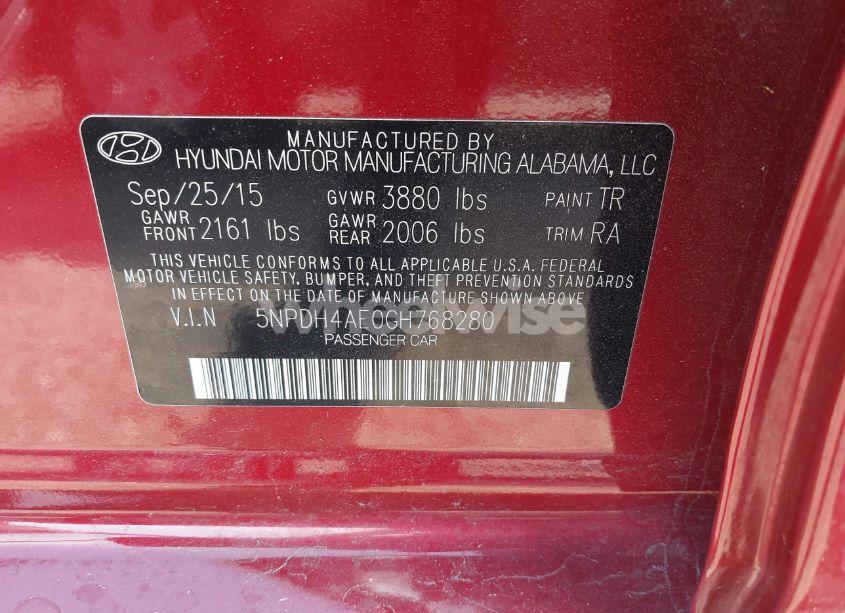 MANUFACTURED BY
HYUNDAI MOTOR MANUFACTURING ALABAMA, LLC
Sep/25/15 GVWR 3880 lbs PAINT TR
GAWR FRONT 2161 lbs GAWR REAR 2006 lbs TRIM RA
THIS VEHICLE CONFORMS TO ALL APPLICABLE U.S.A. FEDERAL
MOTOR VEHICLE SAFETY, BUMPER, AND THEFT PREVENTION STANDARDS
IN EFFECT ON THE DATE OF MANUFACTURE SHOWN ABOVE.
V.I.N 5NPDH4AE0GH768280
PASSENGER CAR
Wheelwise